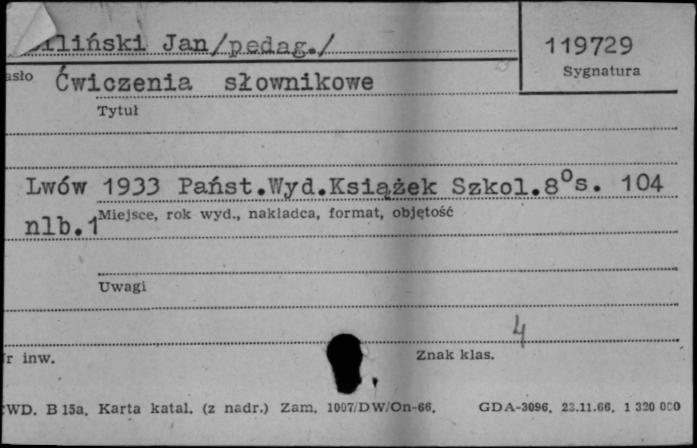 Jan /pedag./
119729
Sygnatura
Ćwiczenia słownikowe
Tytuł
Lwów 1933 Państ.Wyd.Książek Szkol.8°s. 104
Miejsce, rok wyd., nakładca, format, objętość
nlb.1
Uwagi
4
Znak klas.
r inw.
WD. B 15a. Karta katal. (z nadr.) Zam. 1007/DW/On-66. GDA-3096. 23.11.66. 1 320 000